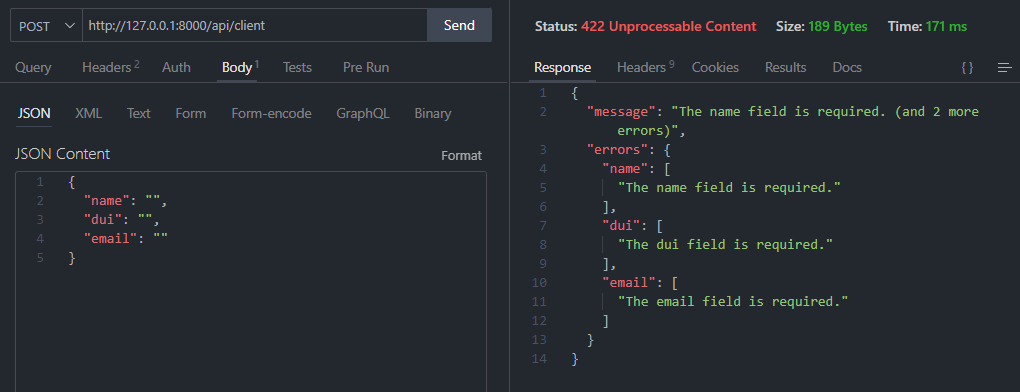 POST http://127.0.0.1:8000/api/client Send
Query Headers 2 Auth Body 1 Tests Pre Run
JSON XML Text Form Form-encode GraphQL Binary
JSON Content Format
1 {
2 "name": "",
3 "dui": "",
4 "email": ""
5 }
Status: 422 Unprocessable Content Size: 189 Bytes Time: 171 ms
Response Headers 9 Cookies Results Docs {}
1 {
2 "message": "The name field is required. (and 2 more
errors)",
3 "errors": {
4 "name": [
5 "The name field is required."
6 ],
7 "dui": [
8 "The dui field is required."
9 ],
10 "email": [
11 "The email field is required."
12 ]
13 }
14 }